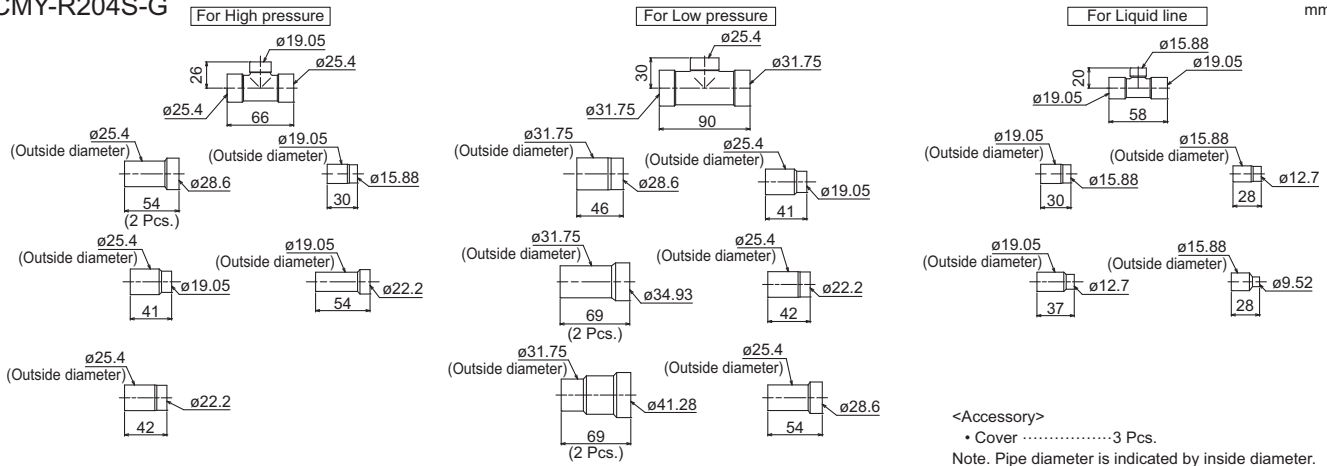 CMY-R204S-G
mm
For High pressure
ø19.05
26
ø25.4
ø25.4
66
ø25.4
(Outside diameter)
ø28.6
54
(2 Pcs.)
ø19.05
(Outside diameter)
ø15.88
30
ø25.4
(Outside diameter)
ø19.05
41
ø19.05
(Outside diameter)
ø22.2
54
ø25.4
(Outside diameter)
ø22.2
42
For Low pressure
ø25.4
30
ø31.75
ø31.75
90
ø31.75
(Outside diameter)
ø28.6
46
ø25.4
(Outside diameter)
ø19.05
41
ø31.75
(Outside diameter)
ø34.93
69
(2 Pcs.)
ø25.4
(Outside diameter)
ø22.2
42
ø31.75
(Outside diameter)
ø41.28
69
(2 Pcs.)
ø25.4
(Outside diameter)
ø28.6
54
For Liquid line
ø15.88
20
ø19.05
ø19.05
58
ø19.05
(Outside diameter)
ø15.88
30
ø15.88
(Outside diameter)
ø12.7
28
ø19.05
(Outside diameter)
ø12.7
37
ø15.88
(Outside diameter)
ø9.52
28
<Accessory>
• Cover ·················3 Pcs.
Note. Pipe diameter is indicated by inside diameter.